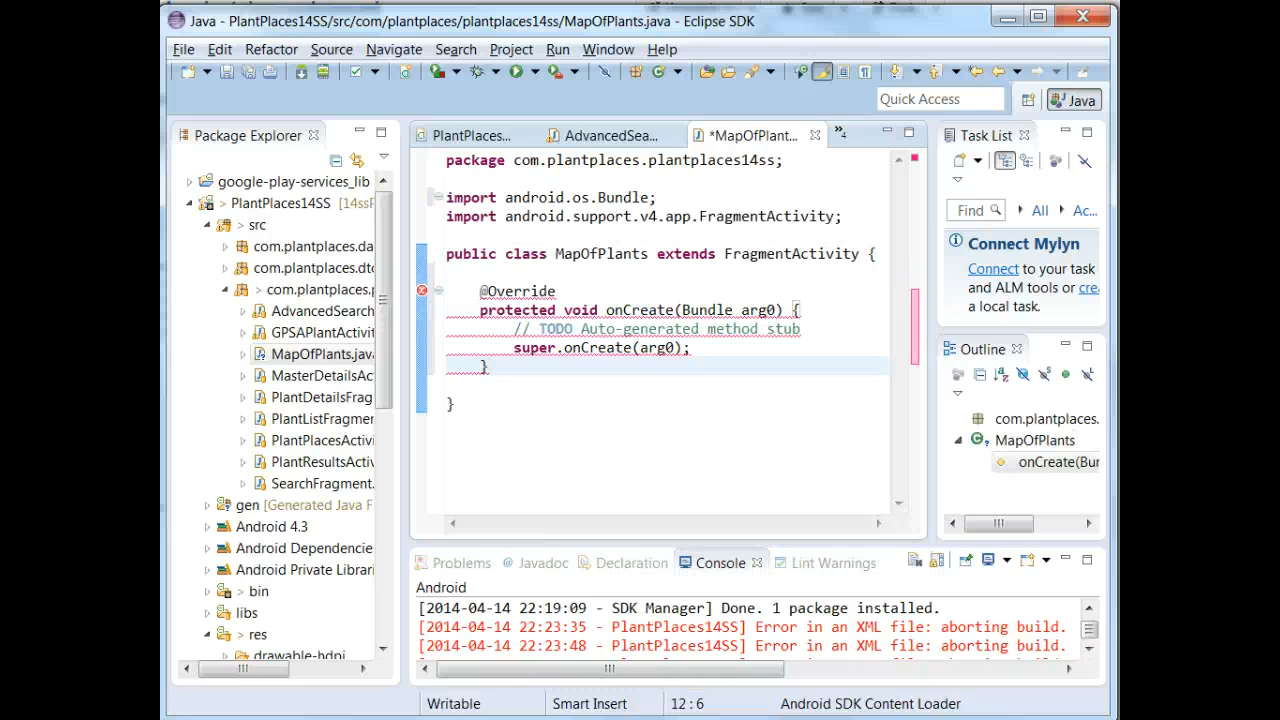 Java - PlantPlaces14SS/src/com/plantplaces/plantplaces14ss/MapOfPlants.java - Eclipse SDK
File Edit Refactor Source Navigate Search Project Run Window Help
Quick Access
Java
Package Explorer
google-play-services_lib
> PlantPlaces14SS [14ssP
> src
com.plantplaces.da
com.plantplaces.dto
> com.plantplaces.p
AdvancedSearch
GPSAPlantActivit
MapOfPlants.java
MasterDetailsAc
PlantDetailsFrag
PlantListFragmen
PlantPlacesActivi
PlantResultsActiv
SearchFragment.
gen [Generated Java F
Android 4.3
Android Dependencie
Android Private Librari
> bin
libs
> res
drawable-hdpi
PlantPlaces...
AdvancedSea...
*MapOfPlant...
»4
package com.plantplaces.plantplaces14ss;
import android.os.Bundle;
import android.support.v4.app.FragmentActivity;
public class MapOfPlants extends FragmentActivity {
@Override
protected void onCreate(Bundle arg0) {
// TODO Auto-generated method stub
super.onCreate(arg0);
}
}
Task List
Find All Ac...
Connect Mylyn
Connect to your task
and ALM tools or cre
a local task.
Outline
com.plantplaces.
MapOfPlants
onCreate(Bun
Problems @ Javadoc Declaration Console Lint Warnings
Android
[2014-04-14 22:19:09 - SDK Manager] Done. 1 package installed.
[2014-04-14 22:23:35 - PlantPlaces14SS] Error in an XML file: aborting build.
[2014-04-14 22:23:48 - PlantPlaces14SS] Error in an XML file: aborting build.
Writable Smart Insert 12 : 6 Android SDK Content Loader